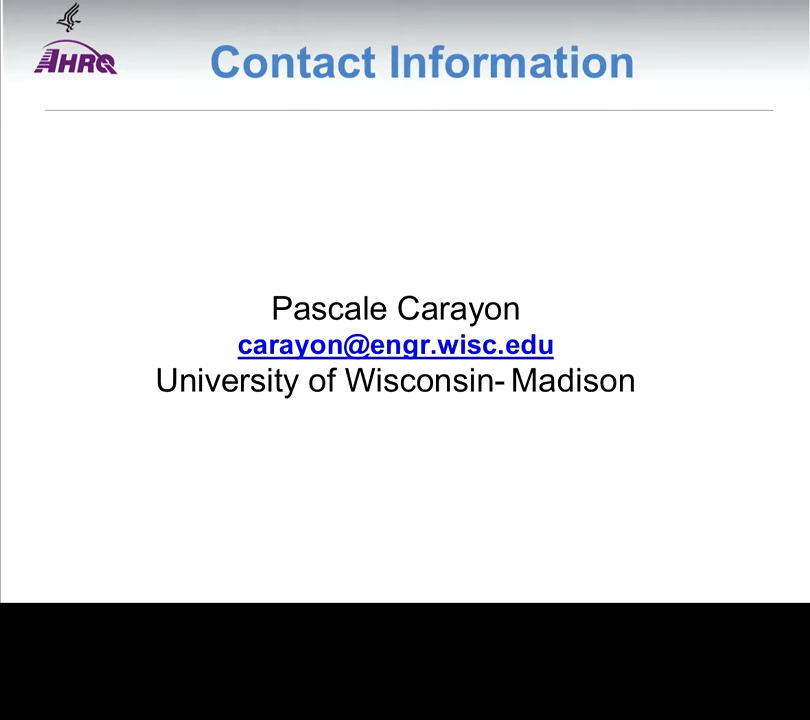 AHRQ
Contact Information
Pascale Carayon
carayon@engr.wisc.edu
University of Wisconsin- Madison